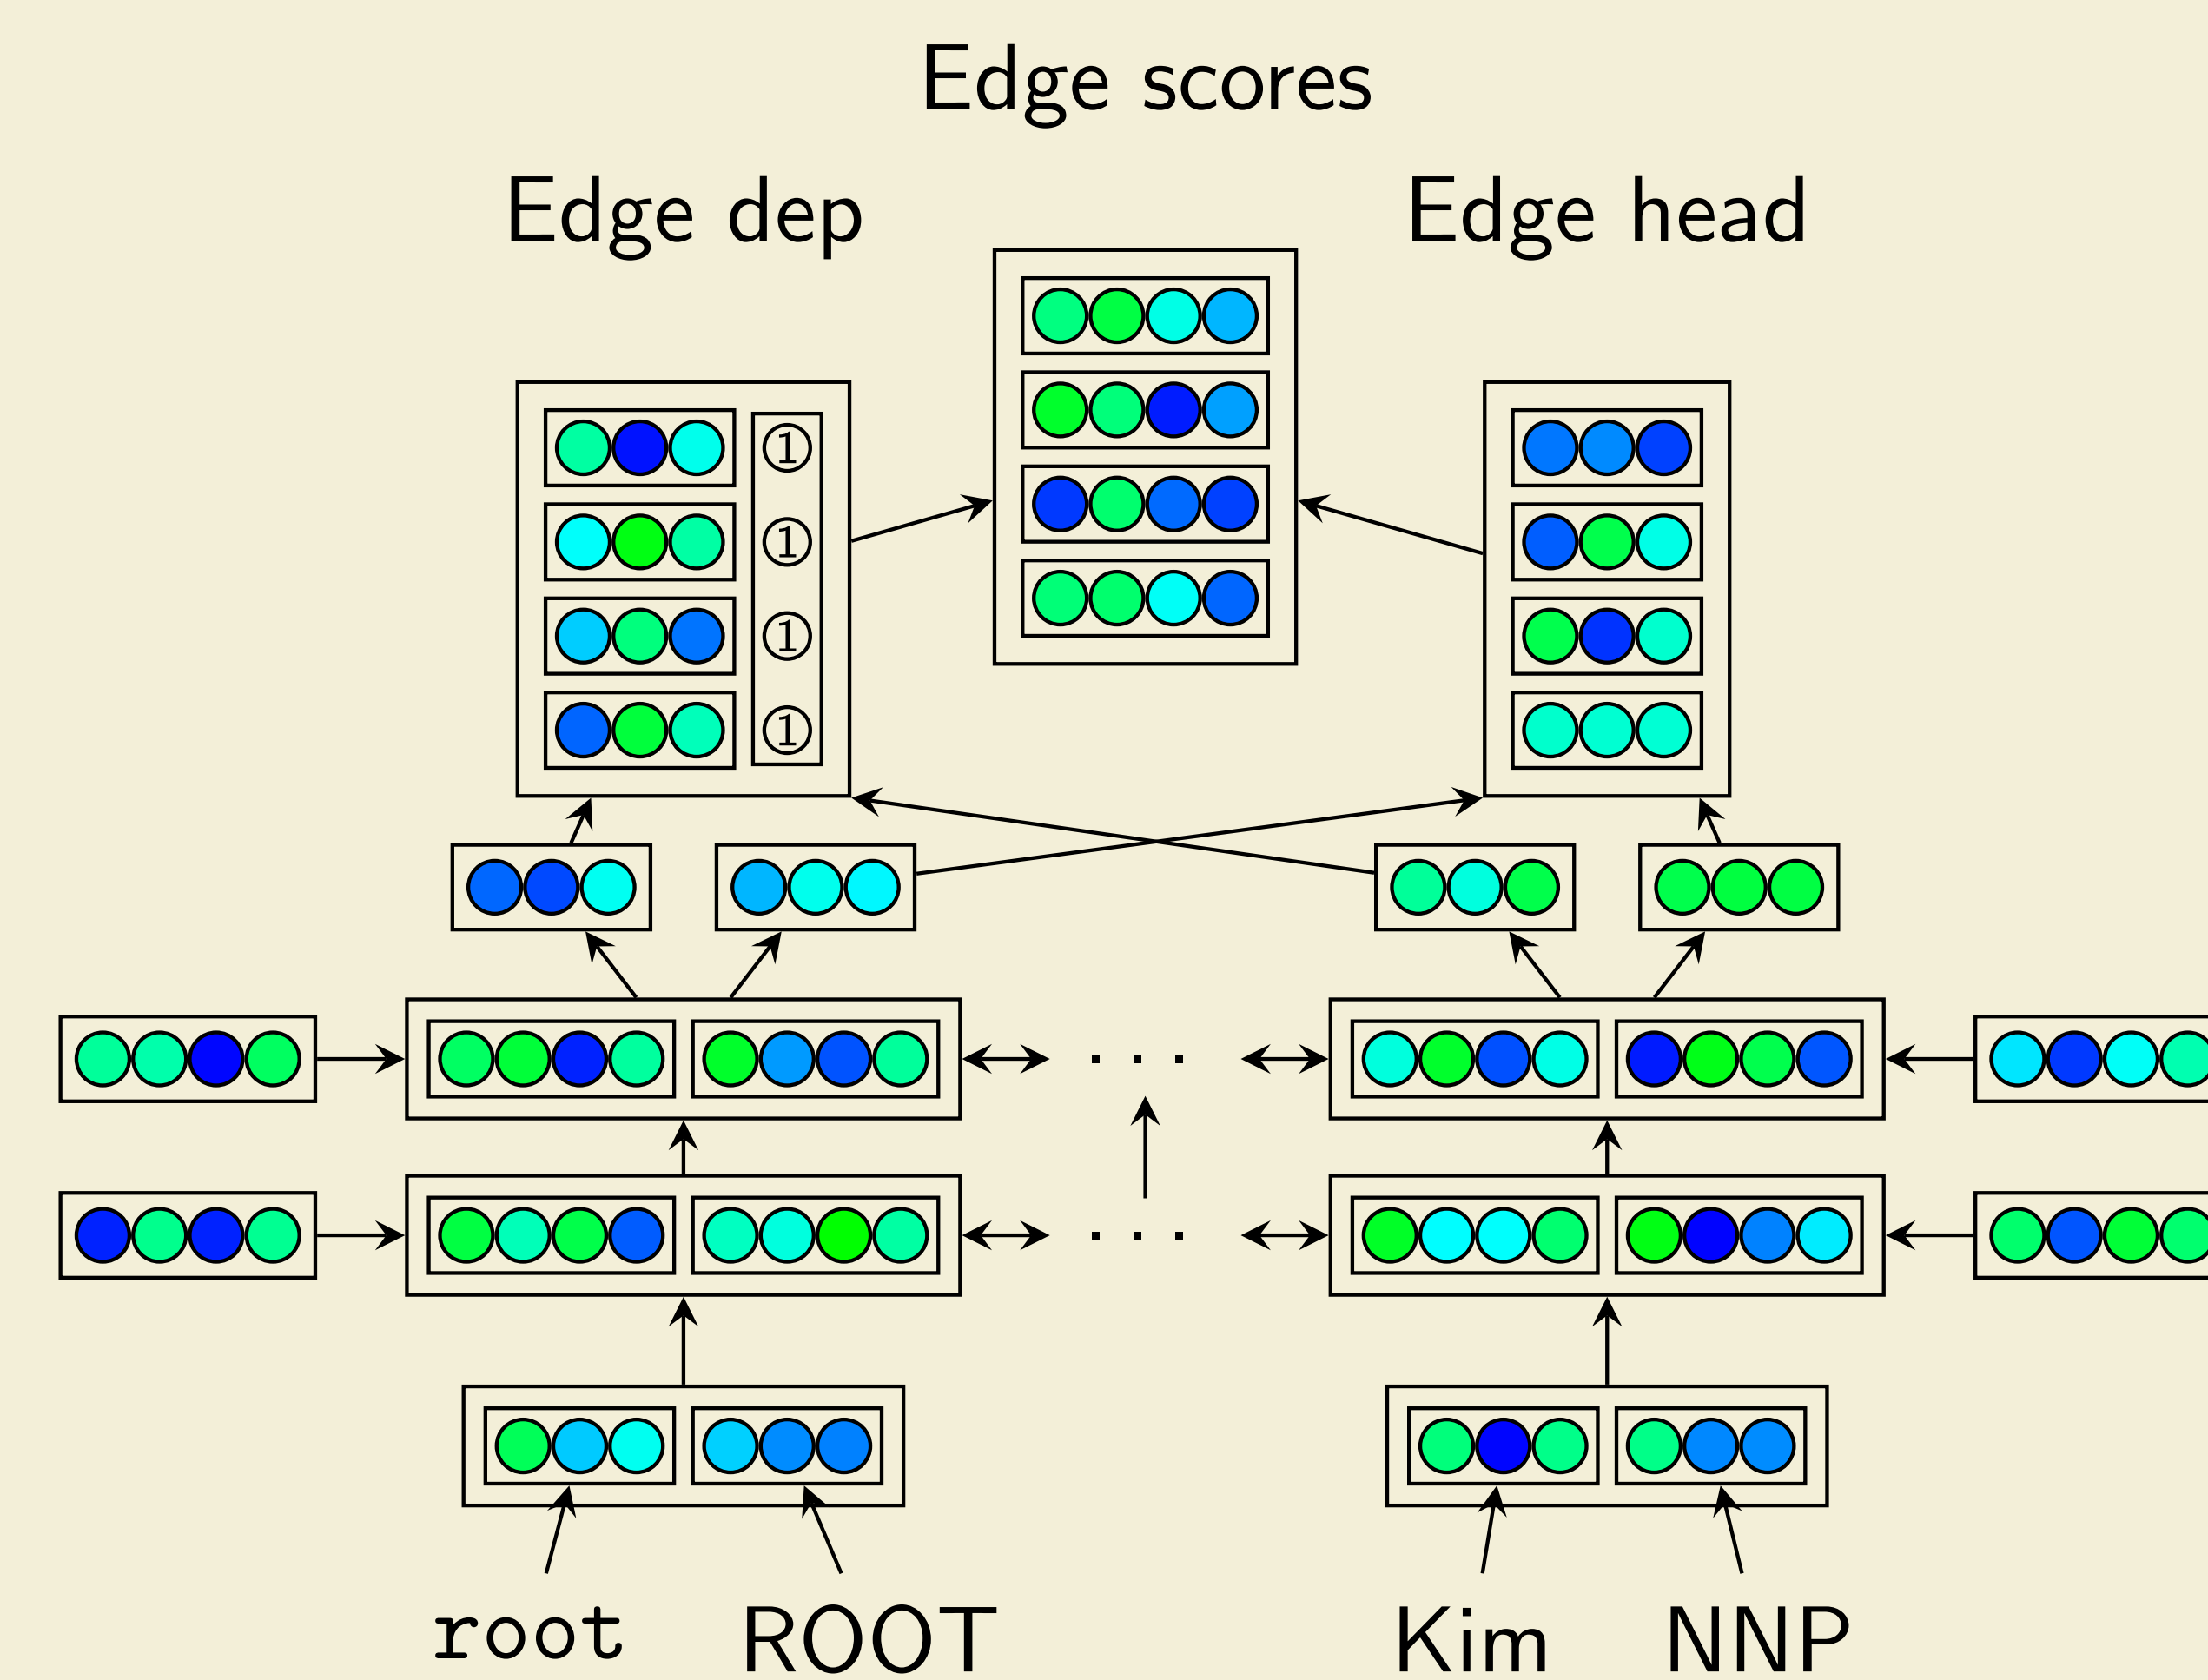 Edge scores
Edge dep
Edge head
1
1
1
1
. . .
. . .
root ROOT Kim NNP